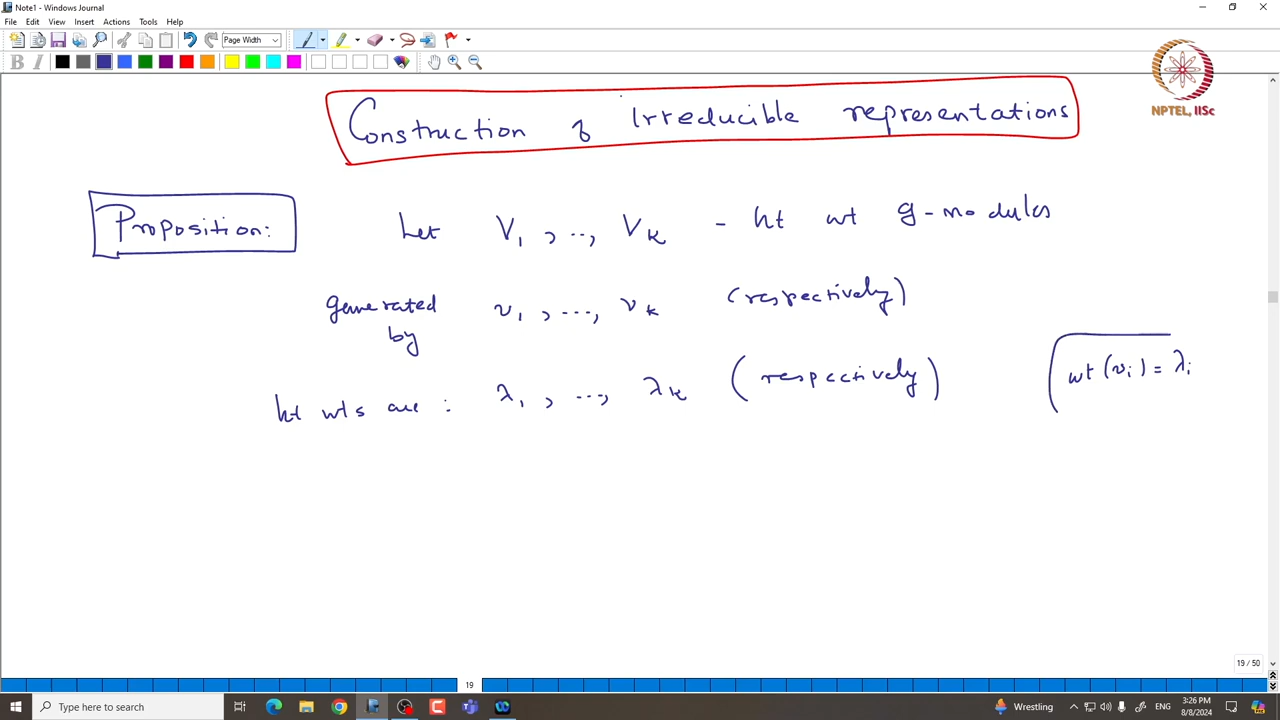 Note1 - Windows Journal
File Edit View Insert Actions Tools Help
Page Width
NPTEL, IISc
Construction of Irreducible representations
Proposition: Let V₁, .., Vₖ - ht wt g-modules
generated by v₁, ..., vₖ (respectively)
ht wts are : λ₁, ..., λₖ (respectively) wt(vᵢ) = λᵢ
19 / 50
19
Type here to search
Wrestling
ENG
3:26 PM
8/8/2024